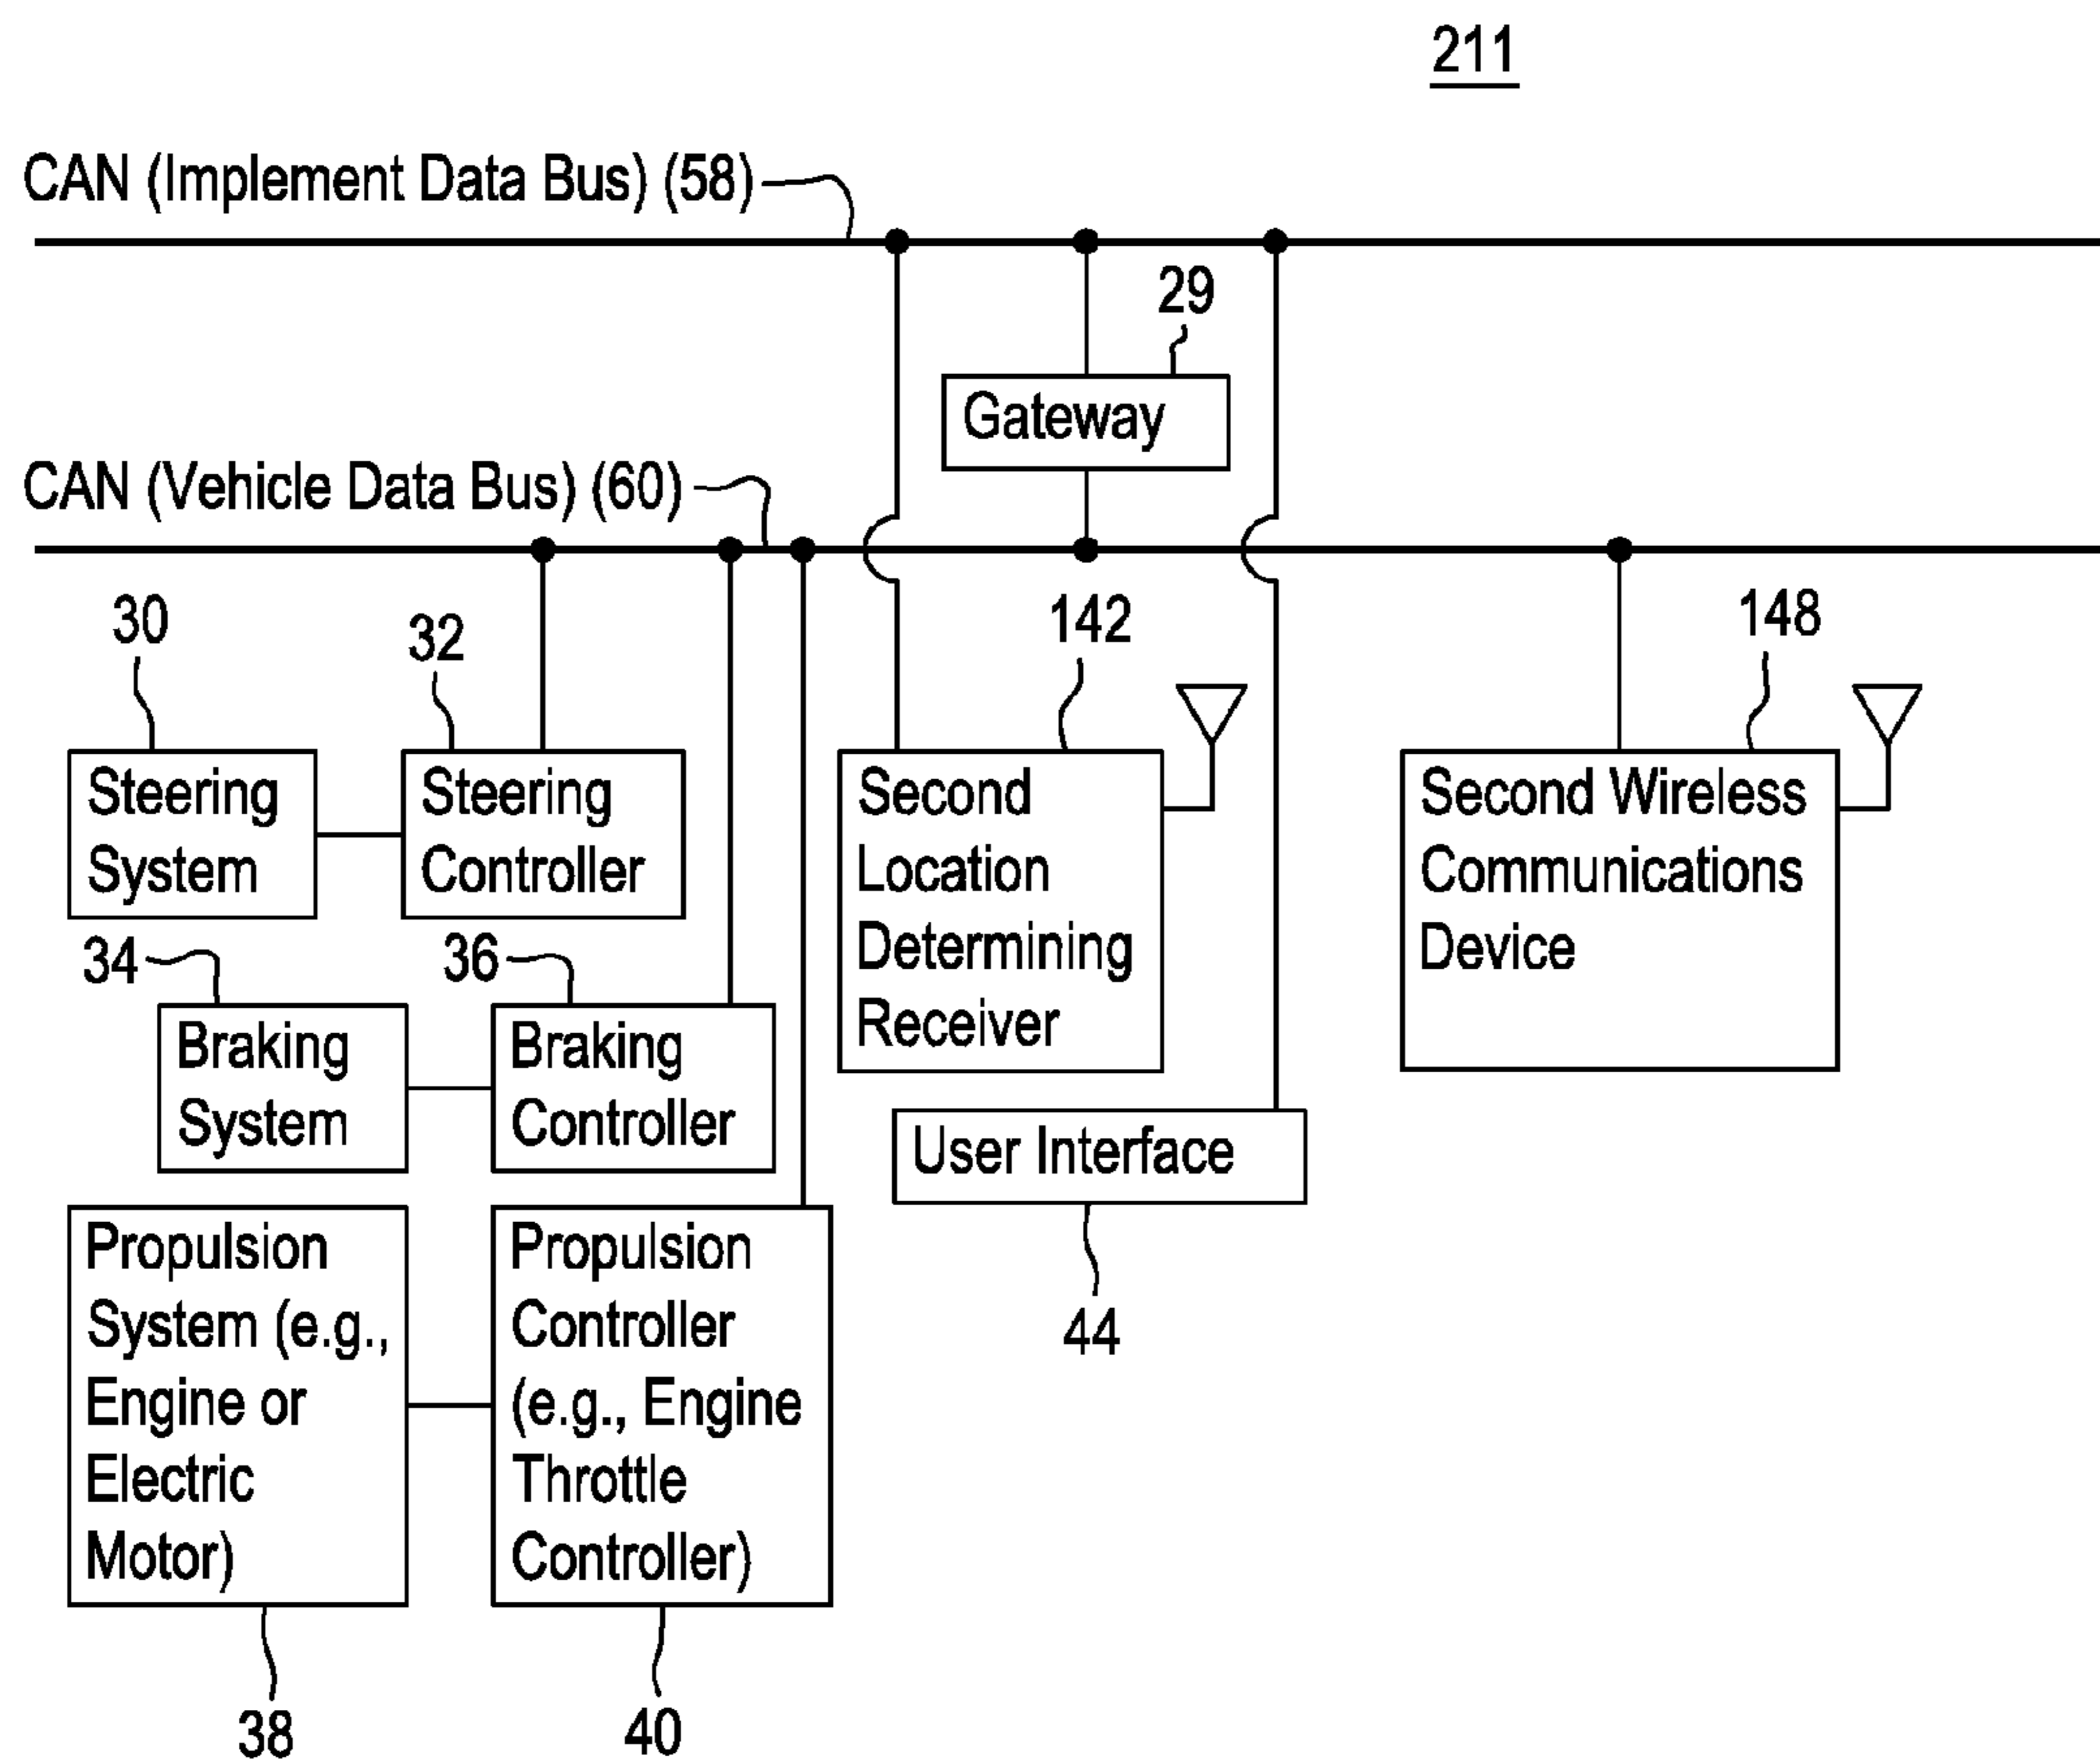 211
CAN (Implement Data Bus) (58)
29
Gateway
CAN (Vehicle Data Bus) (60)
30
32
142
148
Steering
System
Steering
Controller
Second
Location
Determining
Receiver
Second Wireless
Communications
Device
34
36
Braking
System
Braking
Controller
User Interface
44
Propulsion
System (e.g.,
Engine or
Electric
Motor)
Propulsion
Controller
(e.g., Engine
Throttle
Controller)
38
40